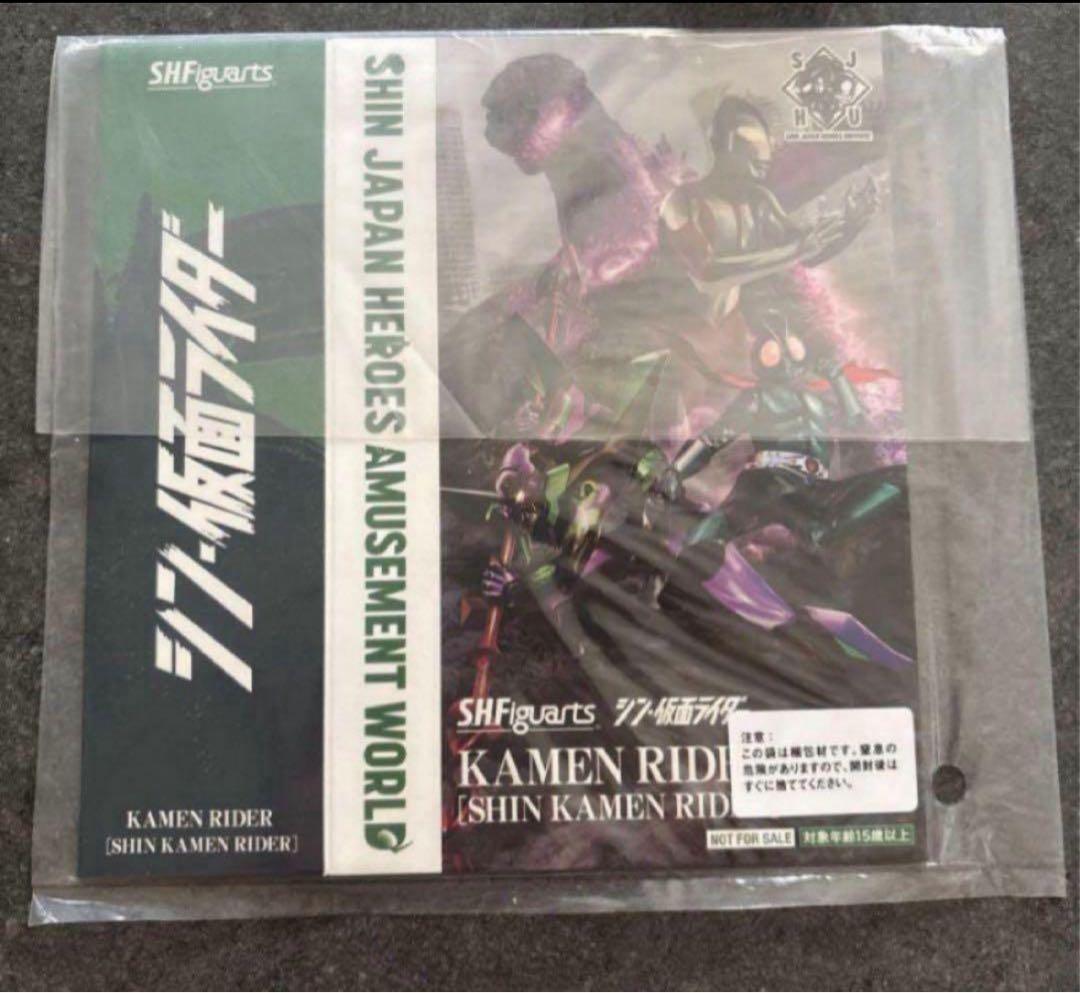 SHFiguarts
シン・仮面ライダー
KAMEN RIDER
[SHIN KAMEN RIDER]
SHIN JAPAN HEROES AMUSEMENT WORLD
S J
H U
SHIN JAPAN HEROES UNIVERSE
SHFiguarts シン・仮面ライダー
KAMEN RIDE
[SHIN KAMEN RID
注意：
この袋は梱包材です。窒息の
危険がありますので、開封後は
すぐに捨ててください。
NOT FOR SALE 対象年齢15歳以上